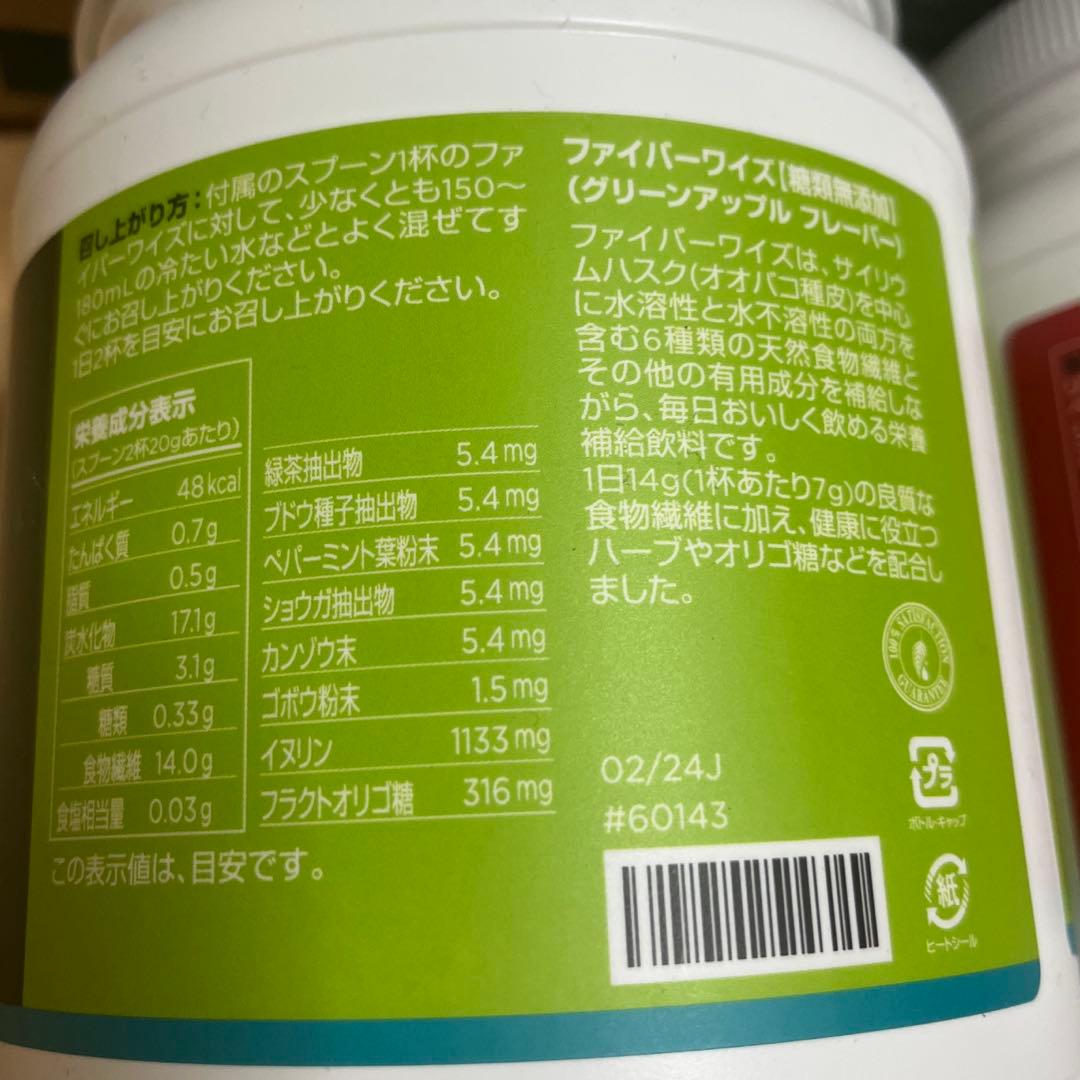 召し上がり方：付属のスプーン1杯のファ
イバーワイズに対して、少なくとも150〜
180mLの冷たい水などとよく混ぜてす
ぐにお召し上がりください。
1日2杯を目安にお召し上がりください。
栄養成分表示
(スプーン2杯20gあたり)
エネルギー 48kcal
たんぱく質 0.7g
脂質 0.5g
炭水化物 17.1g
糖質 3.1g
糖類 0.33g
食物繊維 14.0g
食塩相当量 0.03g
緑茶抽出物 5.4mg
ブドウ種子抽出物 5.4mg
ペパーミント葉粉末 5.4mg
ショウガ抽出物 5.4mg
カンゾウ末 5.4mg
ゴボウ粉末 1.5mg
イヌリン 1133mg
フラクトオリゴ糖 316mg
この表示値は、目安です。
ファイバーワイズ【糖類無添加】
(グリーンアップル フレーバー)
ファイバーワイズは、サイリウ
ムハスク(オオバコ種皮)を中心
に水溶性と水不溶性の両方を
含む6種類の天然食物繊維と
その他の有用成分を補給しな
がら、毎日おいしく飲める栄養
補給飲料です。
1日14g(1杯あたり7g)の良質な
食物繊維に加え、健康に役立つ
ハーブやオリゴ糖などを配合し
ました。
100% SATISFACTION
GUARANTEE
02/24J
#60143
プラ
ボトル・キャップ
紙
ヒートシール